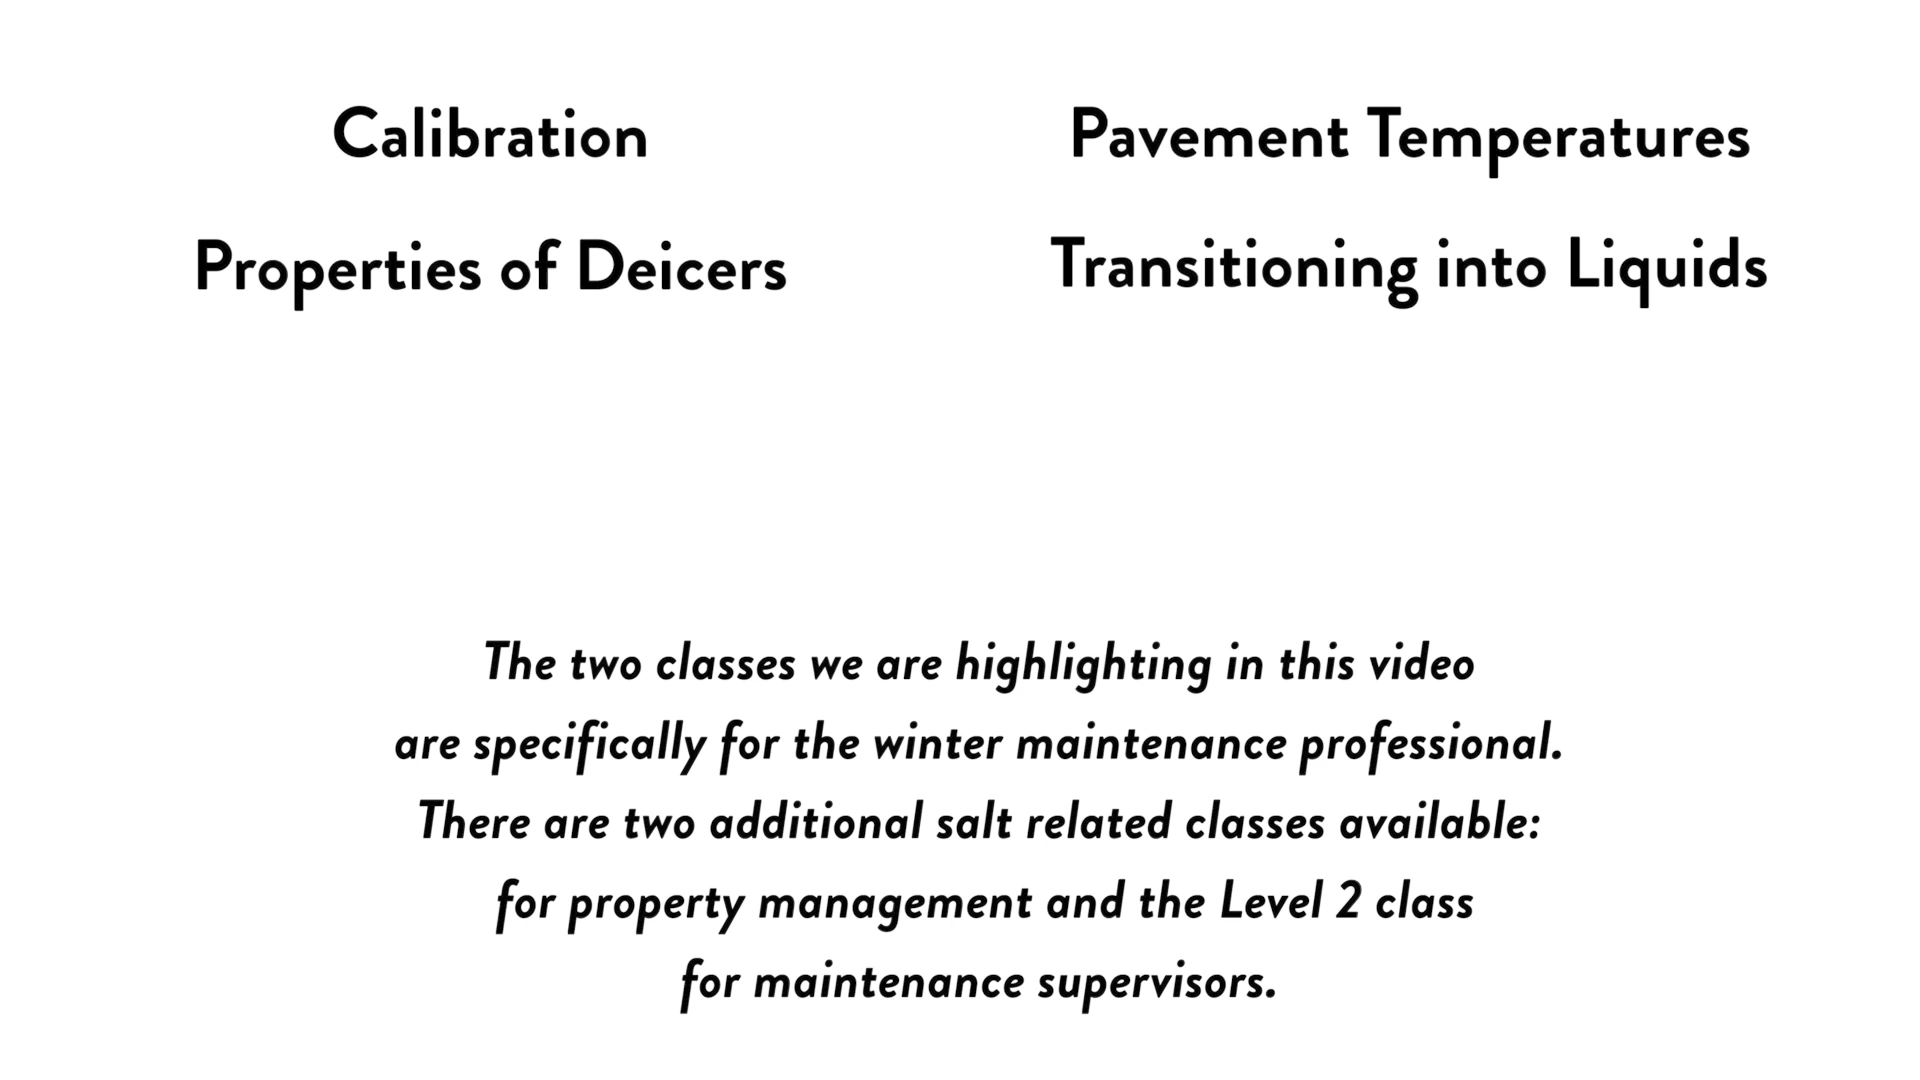 Calibration
Pavement Temperatures
Properties of Deicers
Transitioning into Liquids
The two classes we are highlighting in this video
are specifically for the winter maintenance professional.
There are two additional salt related classes available:
for property management and the Level 2 class
for maintenance supervisors.